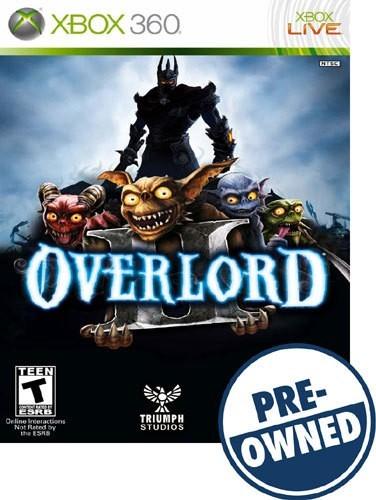 XBOX 360
XBOX
LIVE
NTSC
II
OVERLORD
TEEN
T
CONTENT RATED BY
ESRB
Online Interactions
Not Rated by
the ESRB
TRIUMPH
STUDIOS
PRE-
OWNED